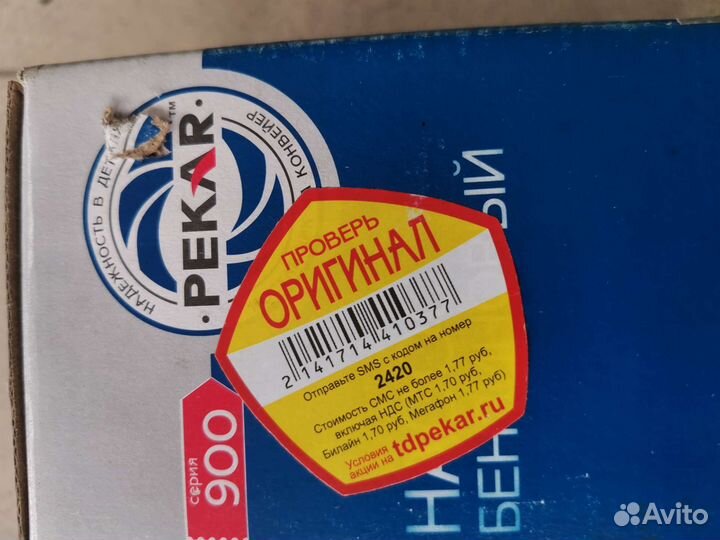 НАДЕЖНОСТЬ В
КОНВЕЙЕР
PEKAR
™
серия
900
ПРОВЕРЬ
ОРИГИНАЛ
2 141714 410377
Отправьте SMS с кодом на номер
2420
Стоимость СМС не более 1,77 руб,
включая НДС (МТС 1,70 руб,
Билайн 1,70 руб, Мегафон 1,77 руб)
Условия
акции на tdpekar.ru
Avito